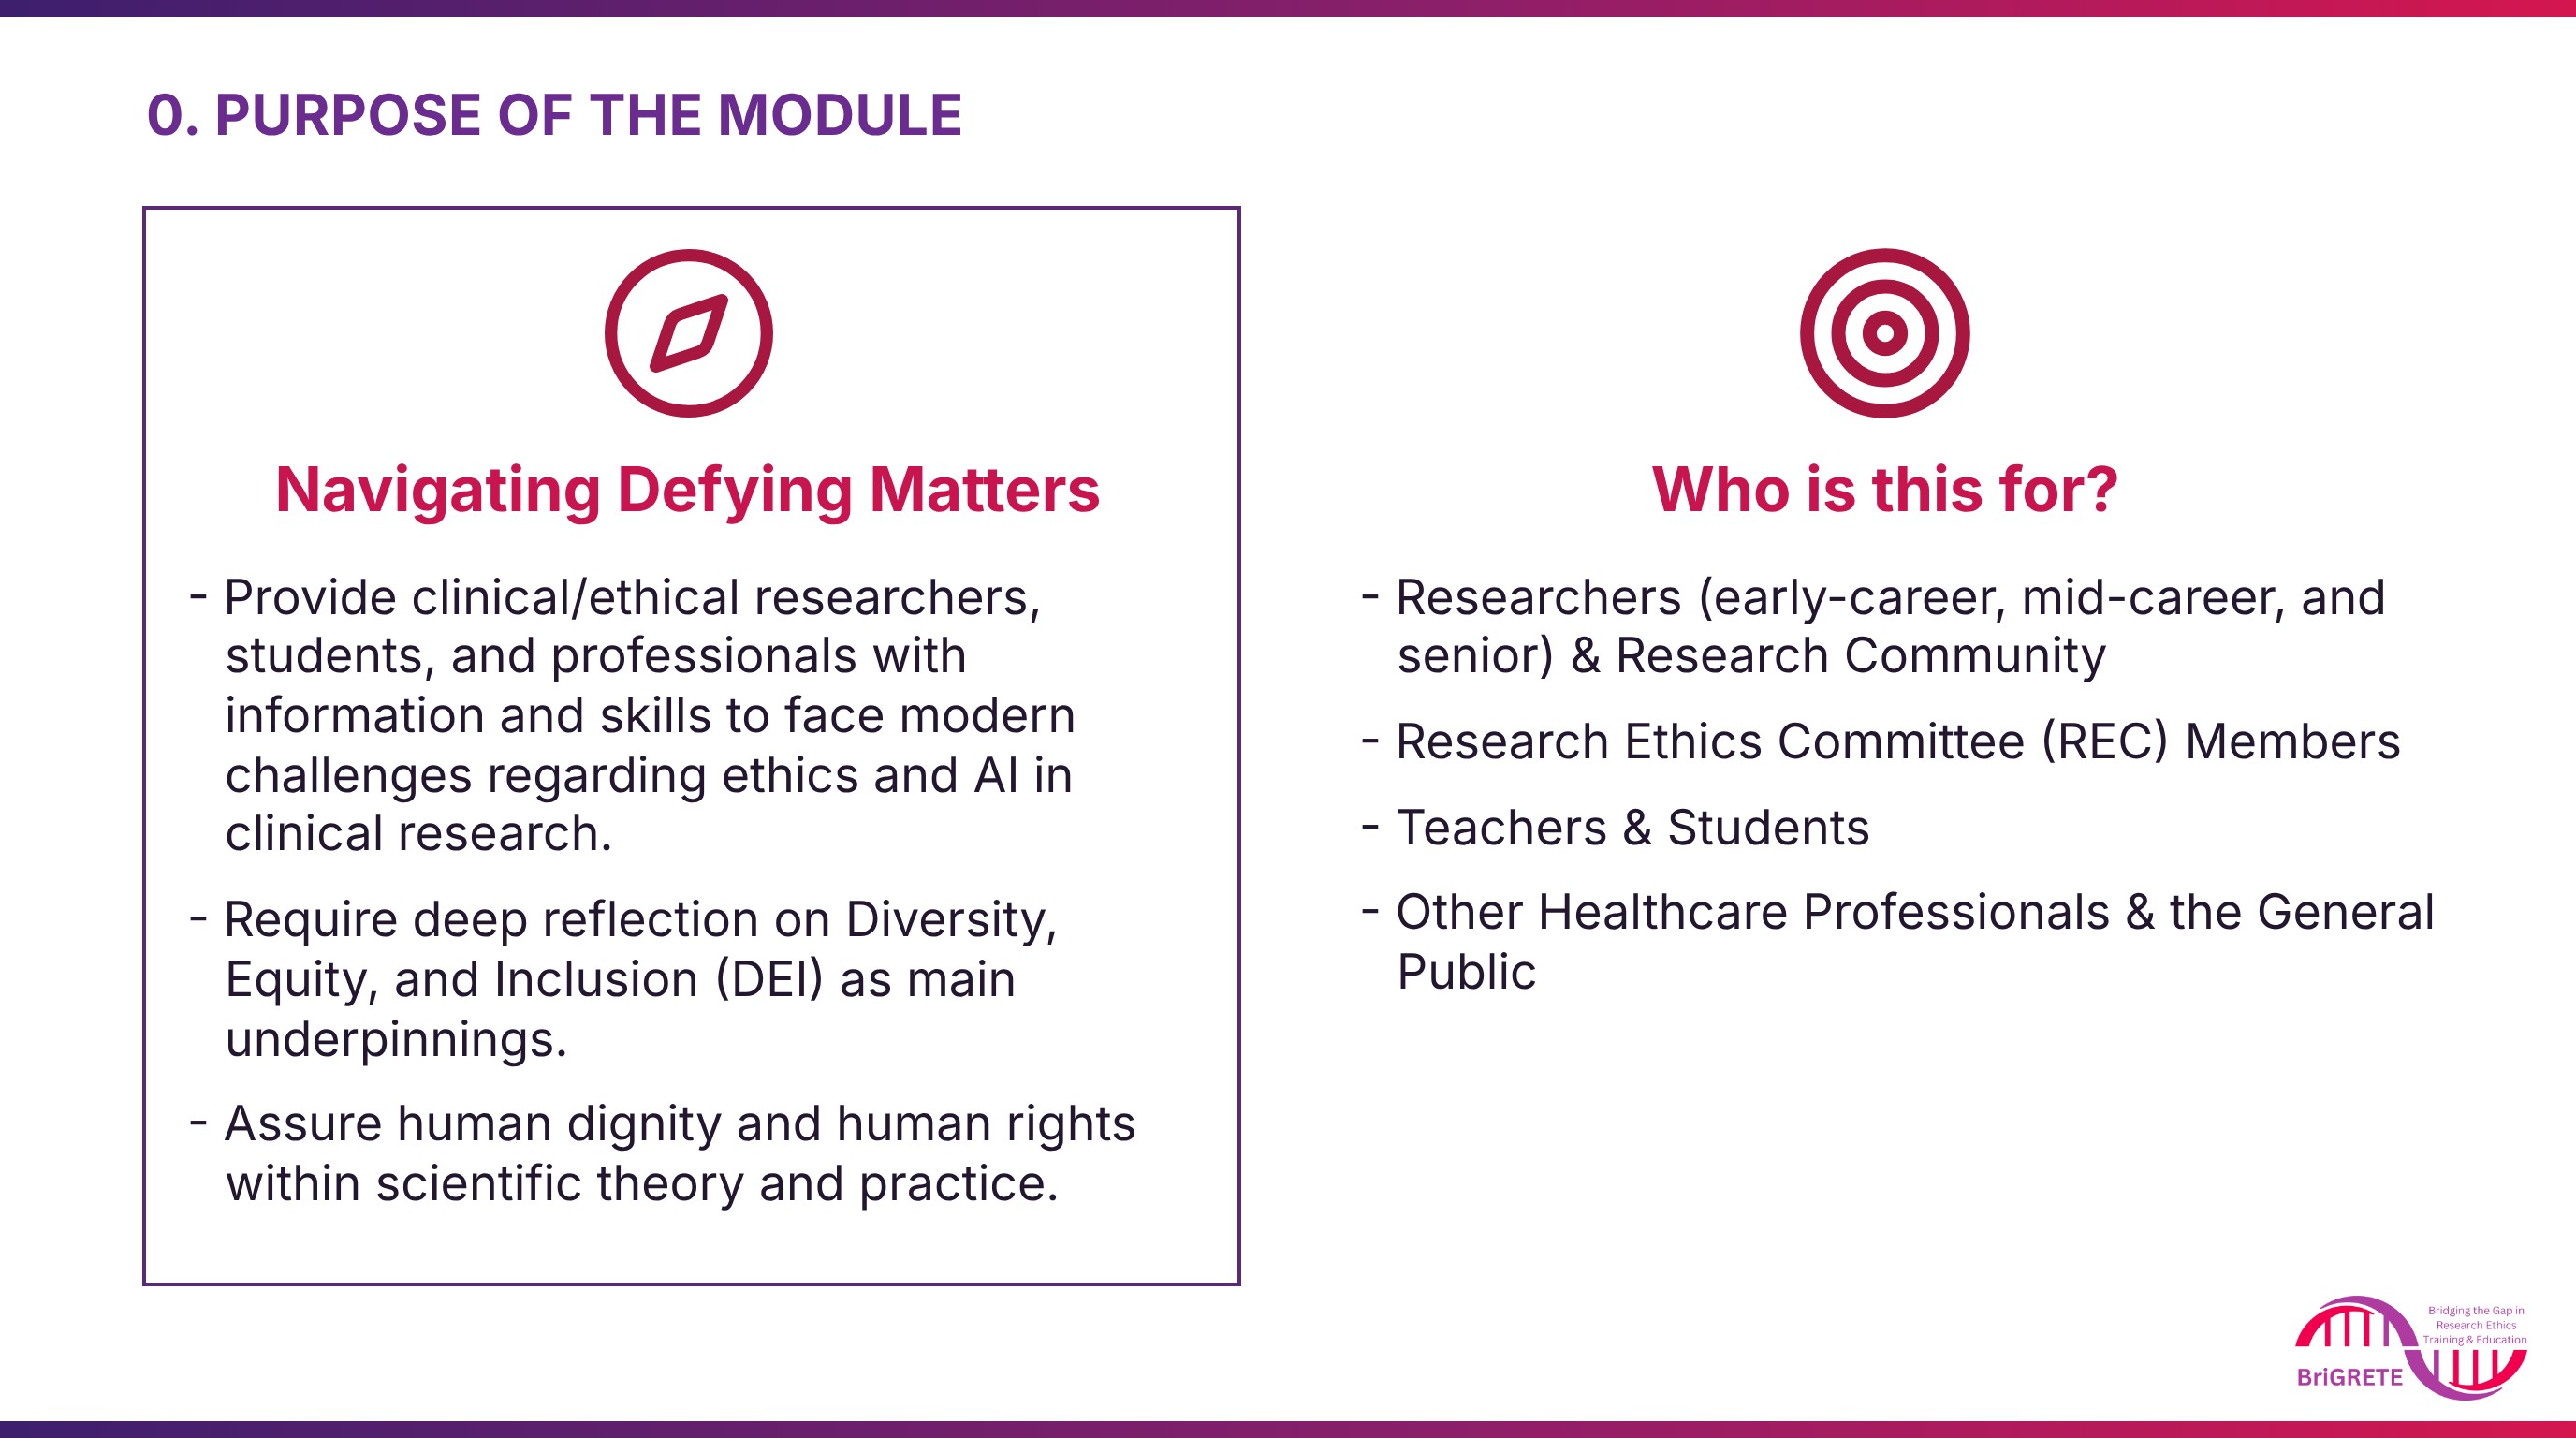 0. PURPOSE OF THE MODULE
Navigating Defying Matters
- Provide clinical/ethical researchers,
students, and professionals with
information and skills to face modern
challenges regarding ethics and AI in
clinical research.
- Require deep reflection on Diversity,
Equity, and Inclusion (DEI) as main
underpinnings.
- Assure human dignity and human rights
within scientific theory and practice.
Who is this for?
- Researchers (early-career, mid-career, and
senior) & Research Community
- Research Ethics Committee (REC) Members
- Teachers & Students
- Other Healthcare Professionals & the General
Public
Bridging the Gap in
Research Ethics
Training & Education
BriGRETE